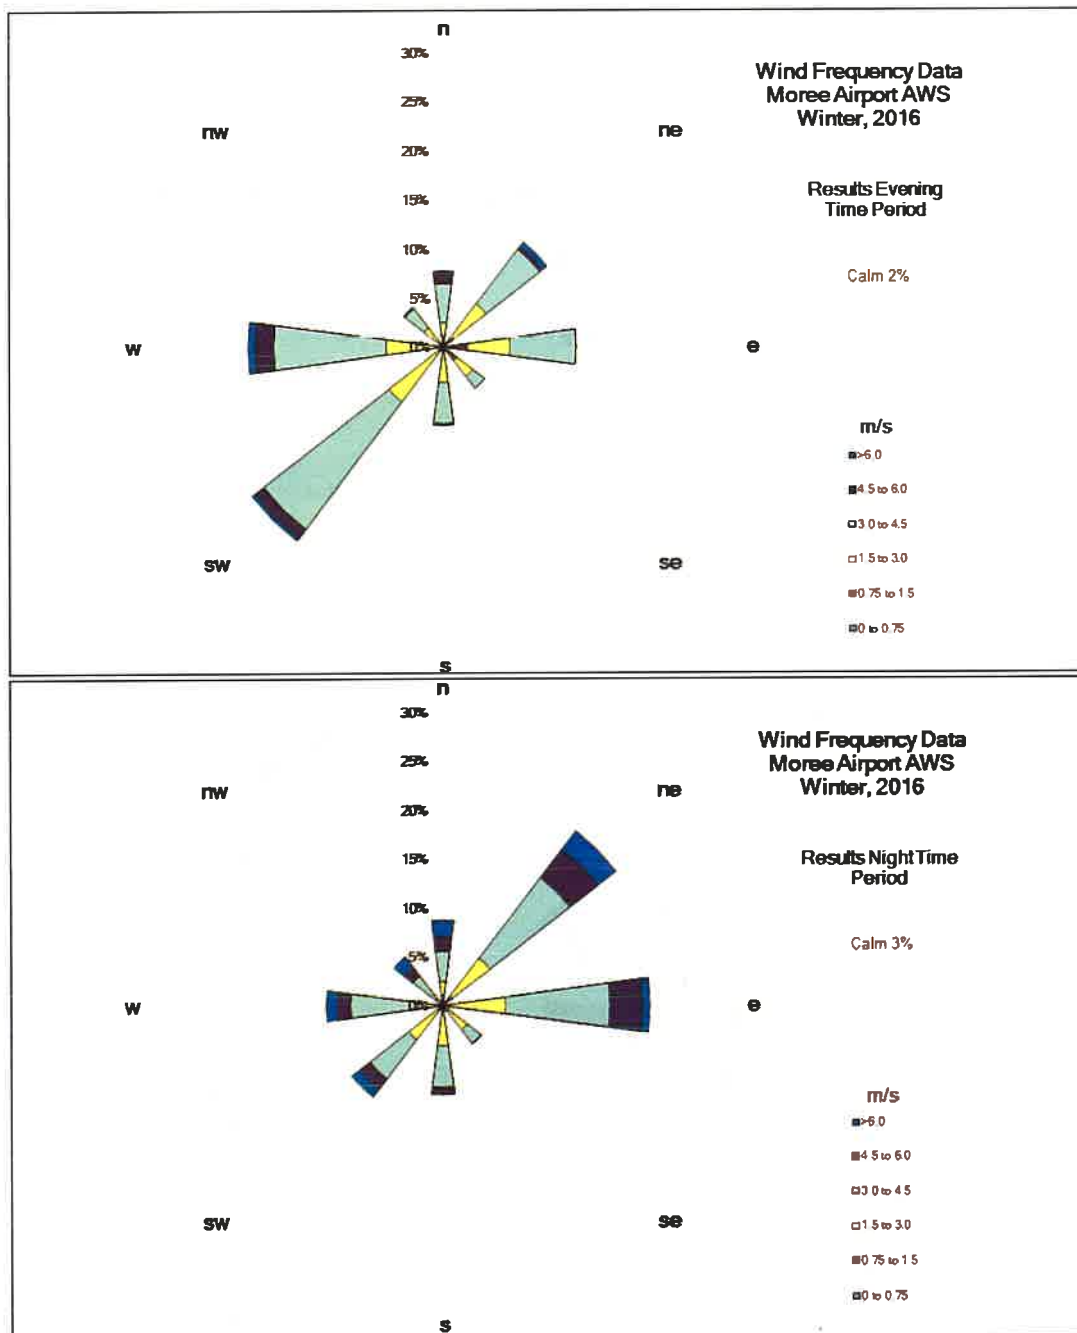 n
30%
25%
20%
15%
10%
5%
0%
nw
ne
w
e
sw
se
s
Wind Frequency Data
Moree Airport AWS
Winter, 2016
Results Evening
Time Period
Calm 2%
m/s
>6.0
4.5 to 6.0
3.0 to 4.5
1.5 to 3.0
0.75 to 1.5
0 to 0.75
n
30%
25%
20%
15%
10%
5%
0%
nw
ne
w
e
sw
se
s
Wind Frequency Data
Moree Airport AWS
Winter, 2016
Results Night Time
Period
Calm 3%
m/s
>6.0
4.5 to 6.0
3.0 to 4.5
1.5 to 3.0
0.75 to 1.5
0 to 0.75